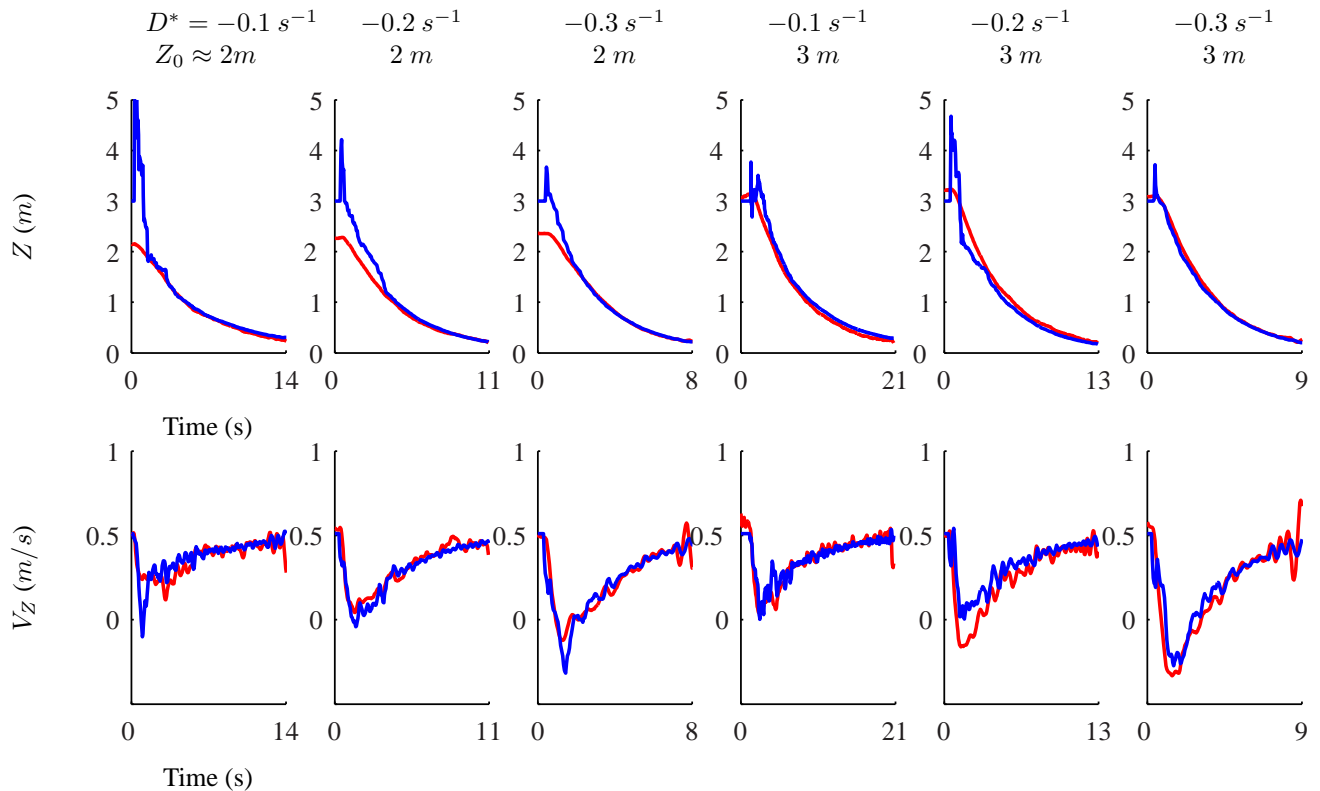 D* = −0.1 s⁻¹ −0.2 s⁻¹ −0.3 s⁻¹ −0.1 s⁻¹ −0.2 s⁻¹ −0.3 s⁻¹
Z₀ ≈ 2m 2 m 2 m 3 m 3 m 3 m
5 5 5 5 5 5
4 4 4 4 4 4
3 3 3 3 3 3
2 2 2 2 2 2
1 1 1 1 1 1
0 0 0 0 0 0
Z (m)
0 14 0 11 0 8 0 21 0 13 0 9
Time (s)
1 1 1 1 1 1
0.5 0.5 0.5 0.5 0.5 0.5
0 0 0 0 0 0
V_Z (m/s)
0 14 0 11 0 8 0 21 0 13 0 9
Time (s)